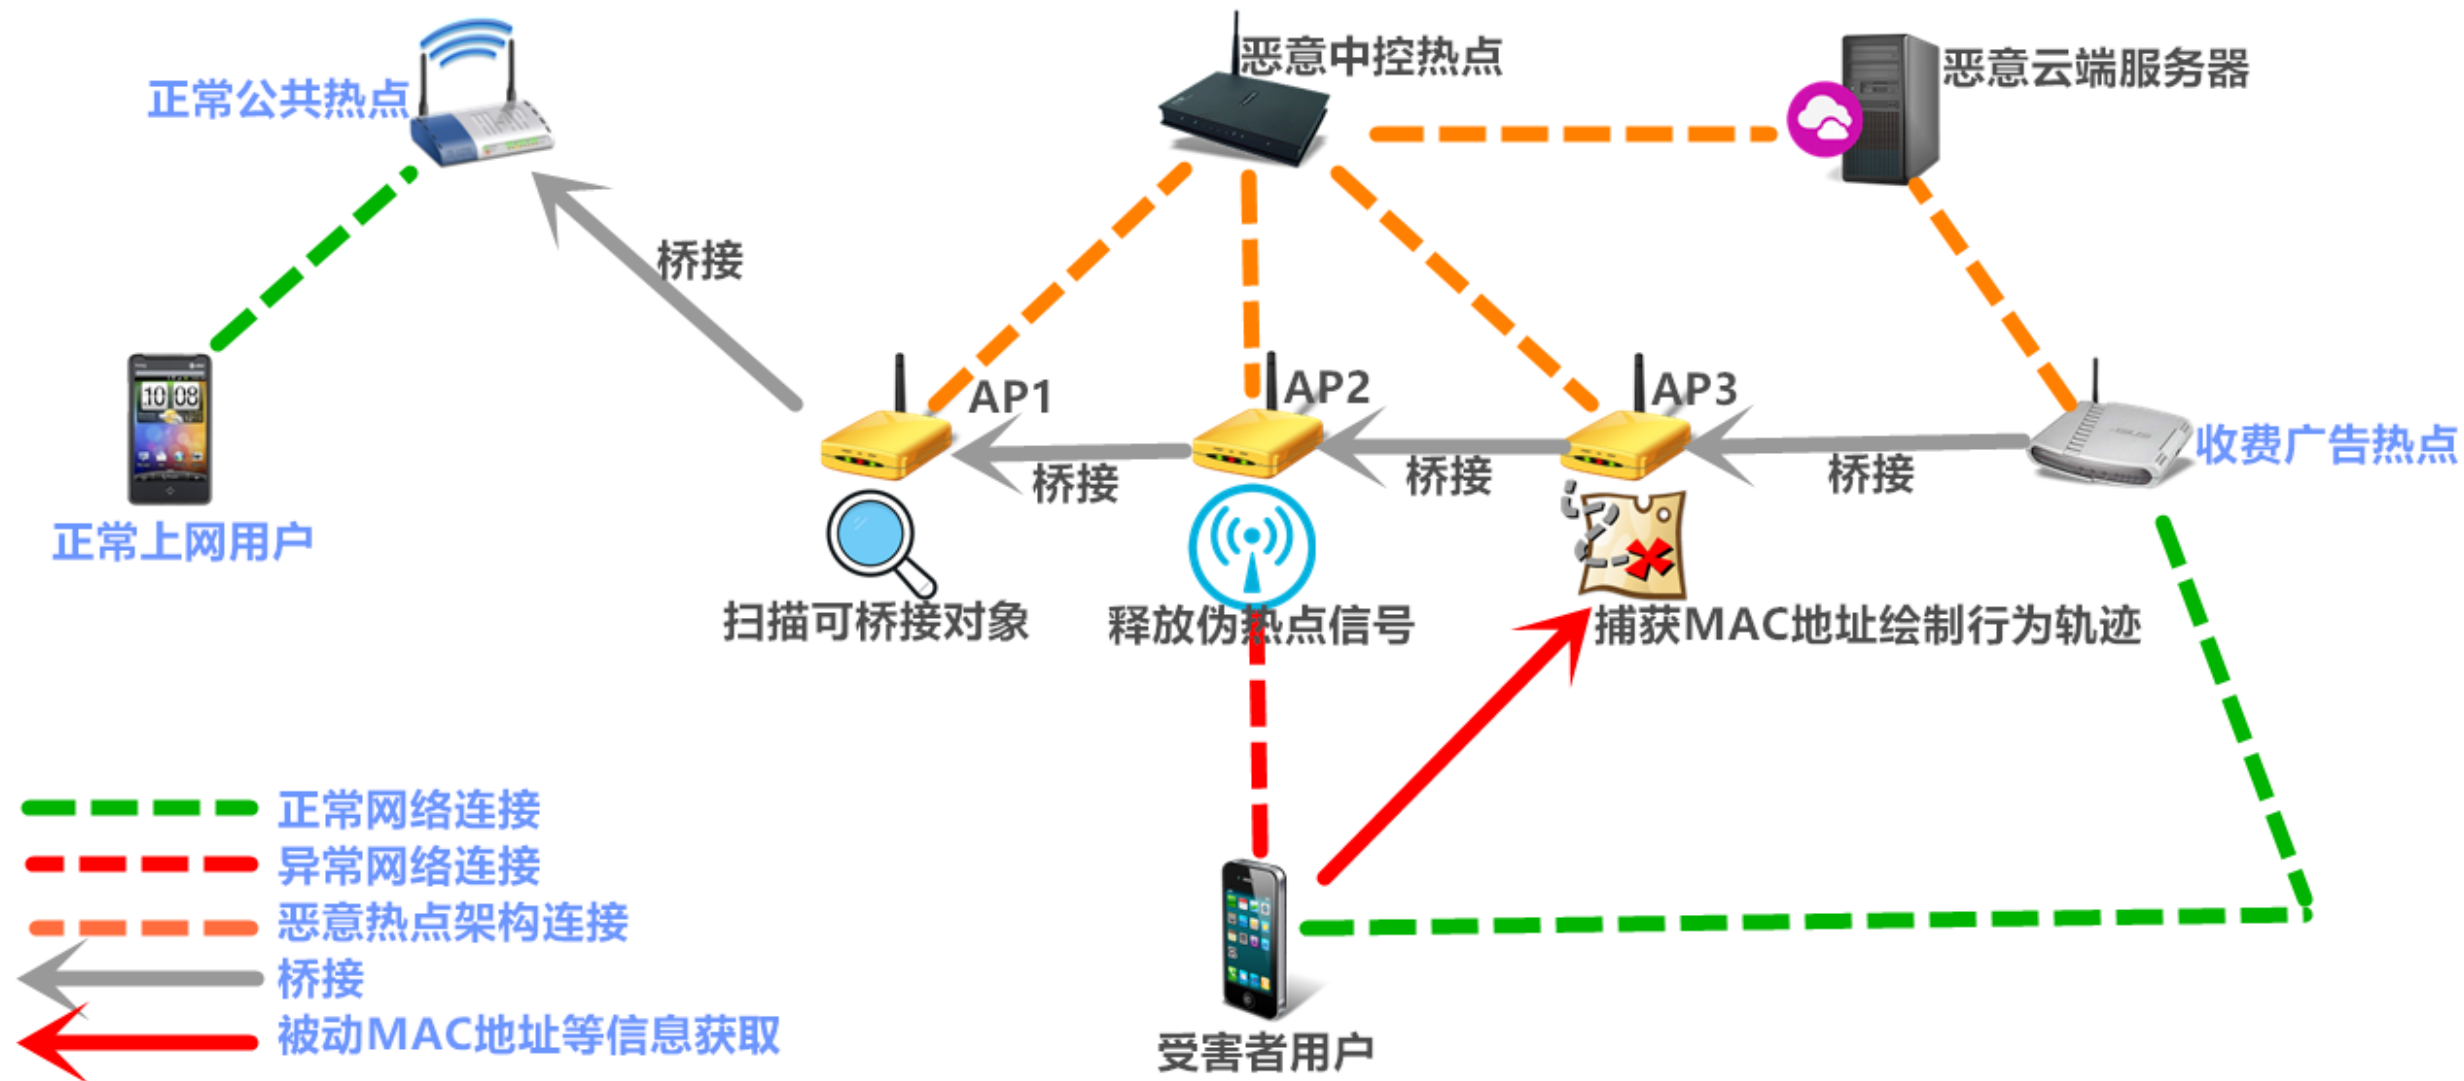 恶意中控热点
恶意云端服务器
正常公共热点
桥接
AP1
AP2
AP3
10 08
收费广告热点
桥接
桥接
桥接
正常上网用户
扫描可桥接对象
释放伪热点信号
捕获MAC地址绘制行为轨迹
正常网络连接
异常网络连接
恶意热点架构连接
桥接
被动MAC地址等信息获取
受害者用户